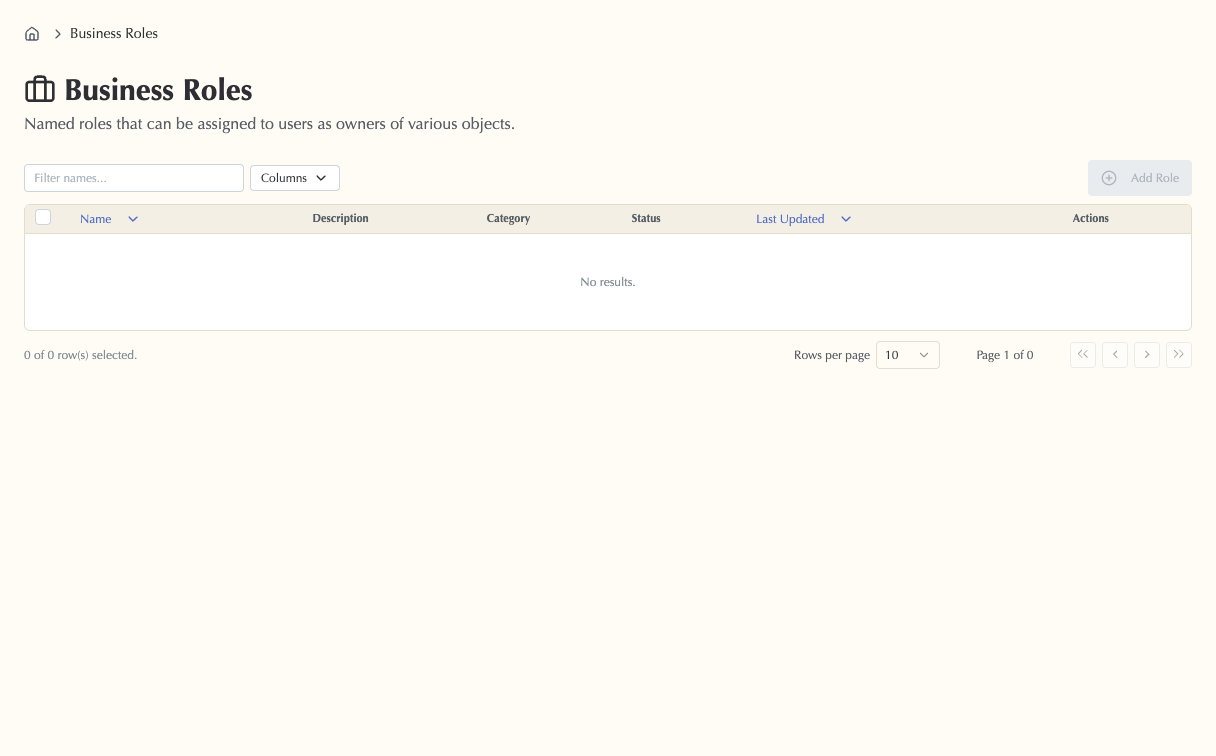 Business Roles
Business Roles
Named roles that can be assigned to users as owners of various objects.
Filter names...
Columns
Add Role
Name Description Category Status Last Updated Actions
No results.
0 of 0 row(s) selected.
Rows per page 10 Page 1 of 0